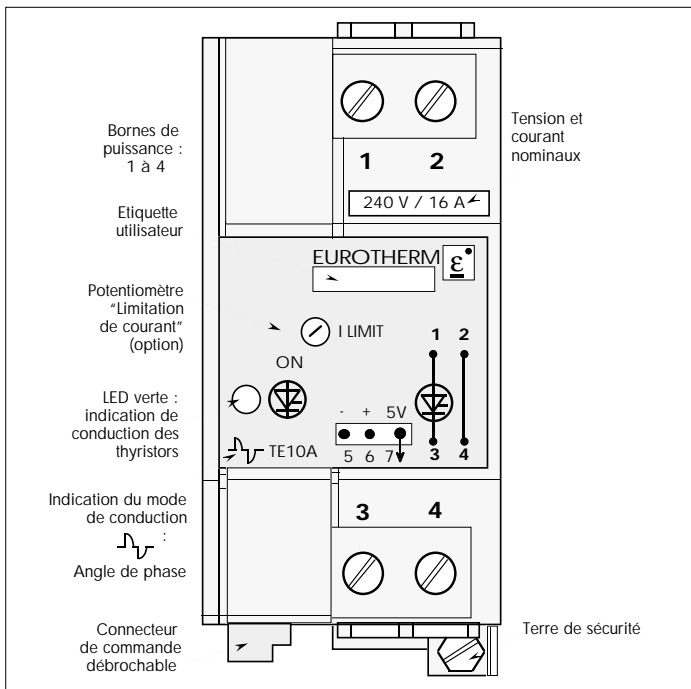 Bornes de
puissance :
1 à 4
1 2
Tension et
courant
nominaux
240 V / 16 A
Etiquette
utilisateur
EUROTHERM ε
Potentiomètre
"Limitation
de courant"
(option)
I LIMIT
1 2
ON
LED verte :
indication de
conduction des
thyristors
- + 5V
5 6 7
3 4
TE10A
Indication du mode
de conduction
:
Angle de phase
3 4
Connecteur
de commande
débrochable
Terre de sécurité